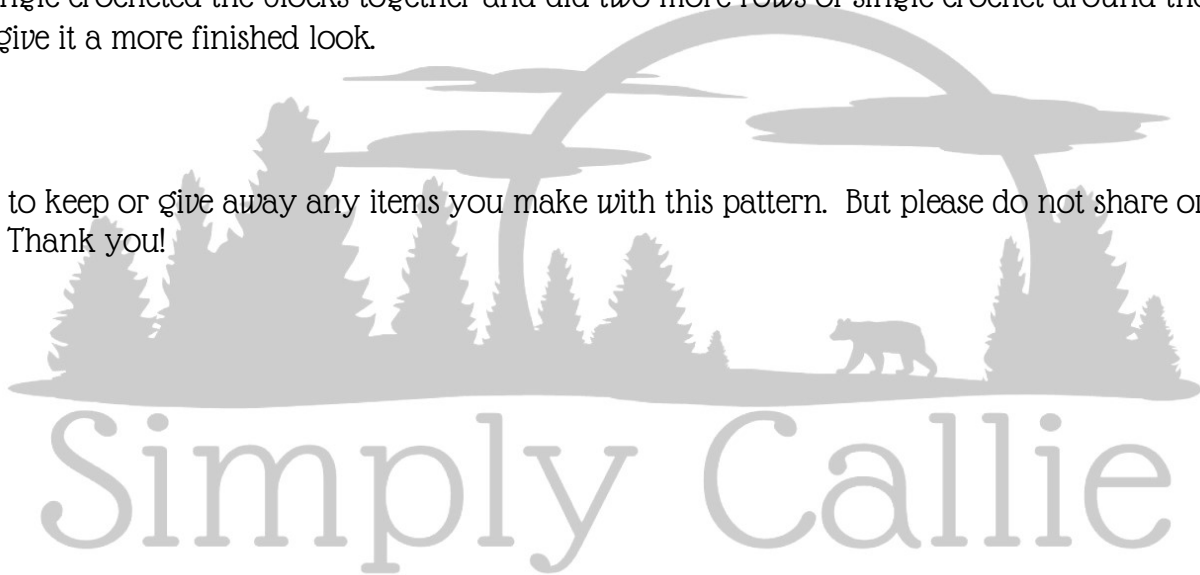 single crocheted the blocks together and did two more rows of single crochet around the
give it a more finished look.
to keep or give away any items you make with this pattern. But please do not share or
Thank you!
Simply Callie